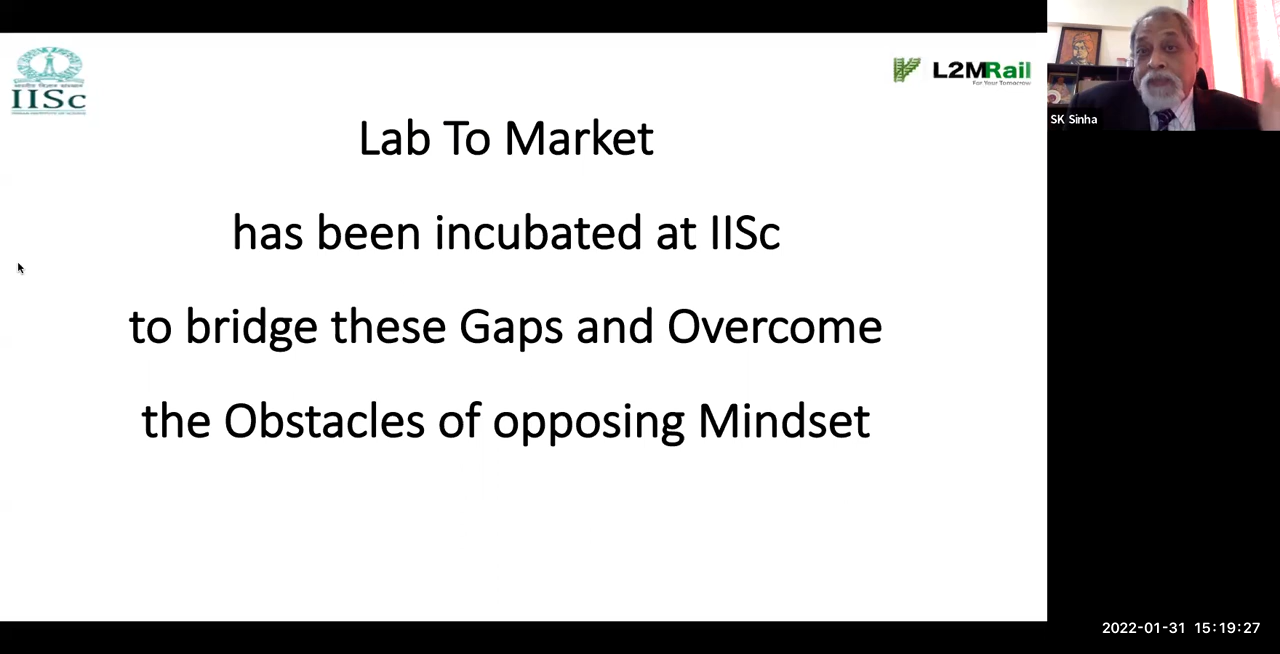 IISc
L2MRail
For Your Tomorrow
Lab To Market
has been incubated at IISc
to bridge these Gaps and Overcome
the Obstacles of opposing Mindset
SK Sinha
2022-01-31 15:19:27